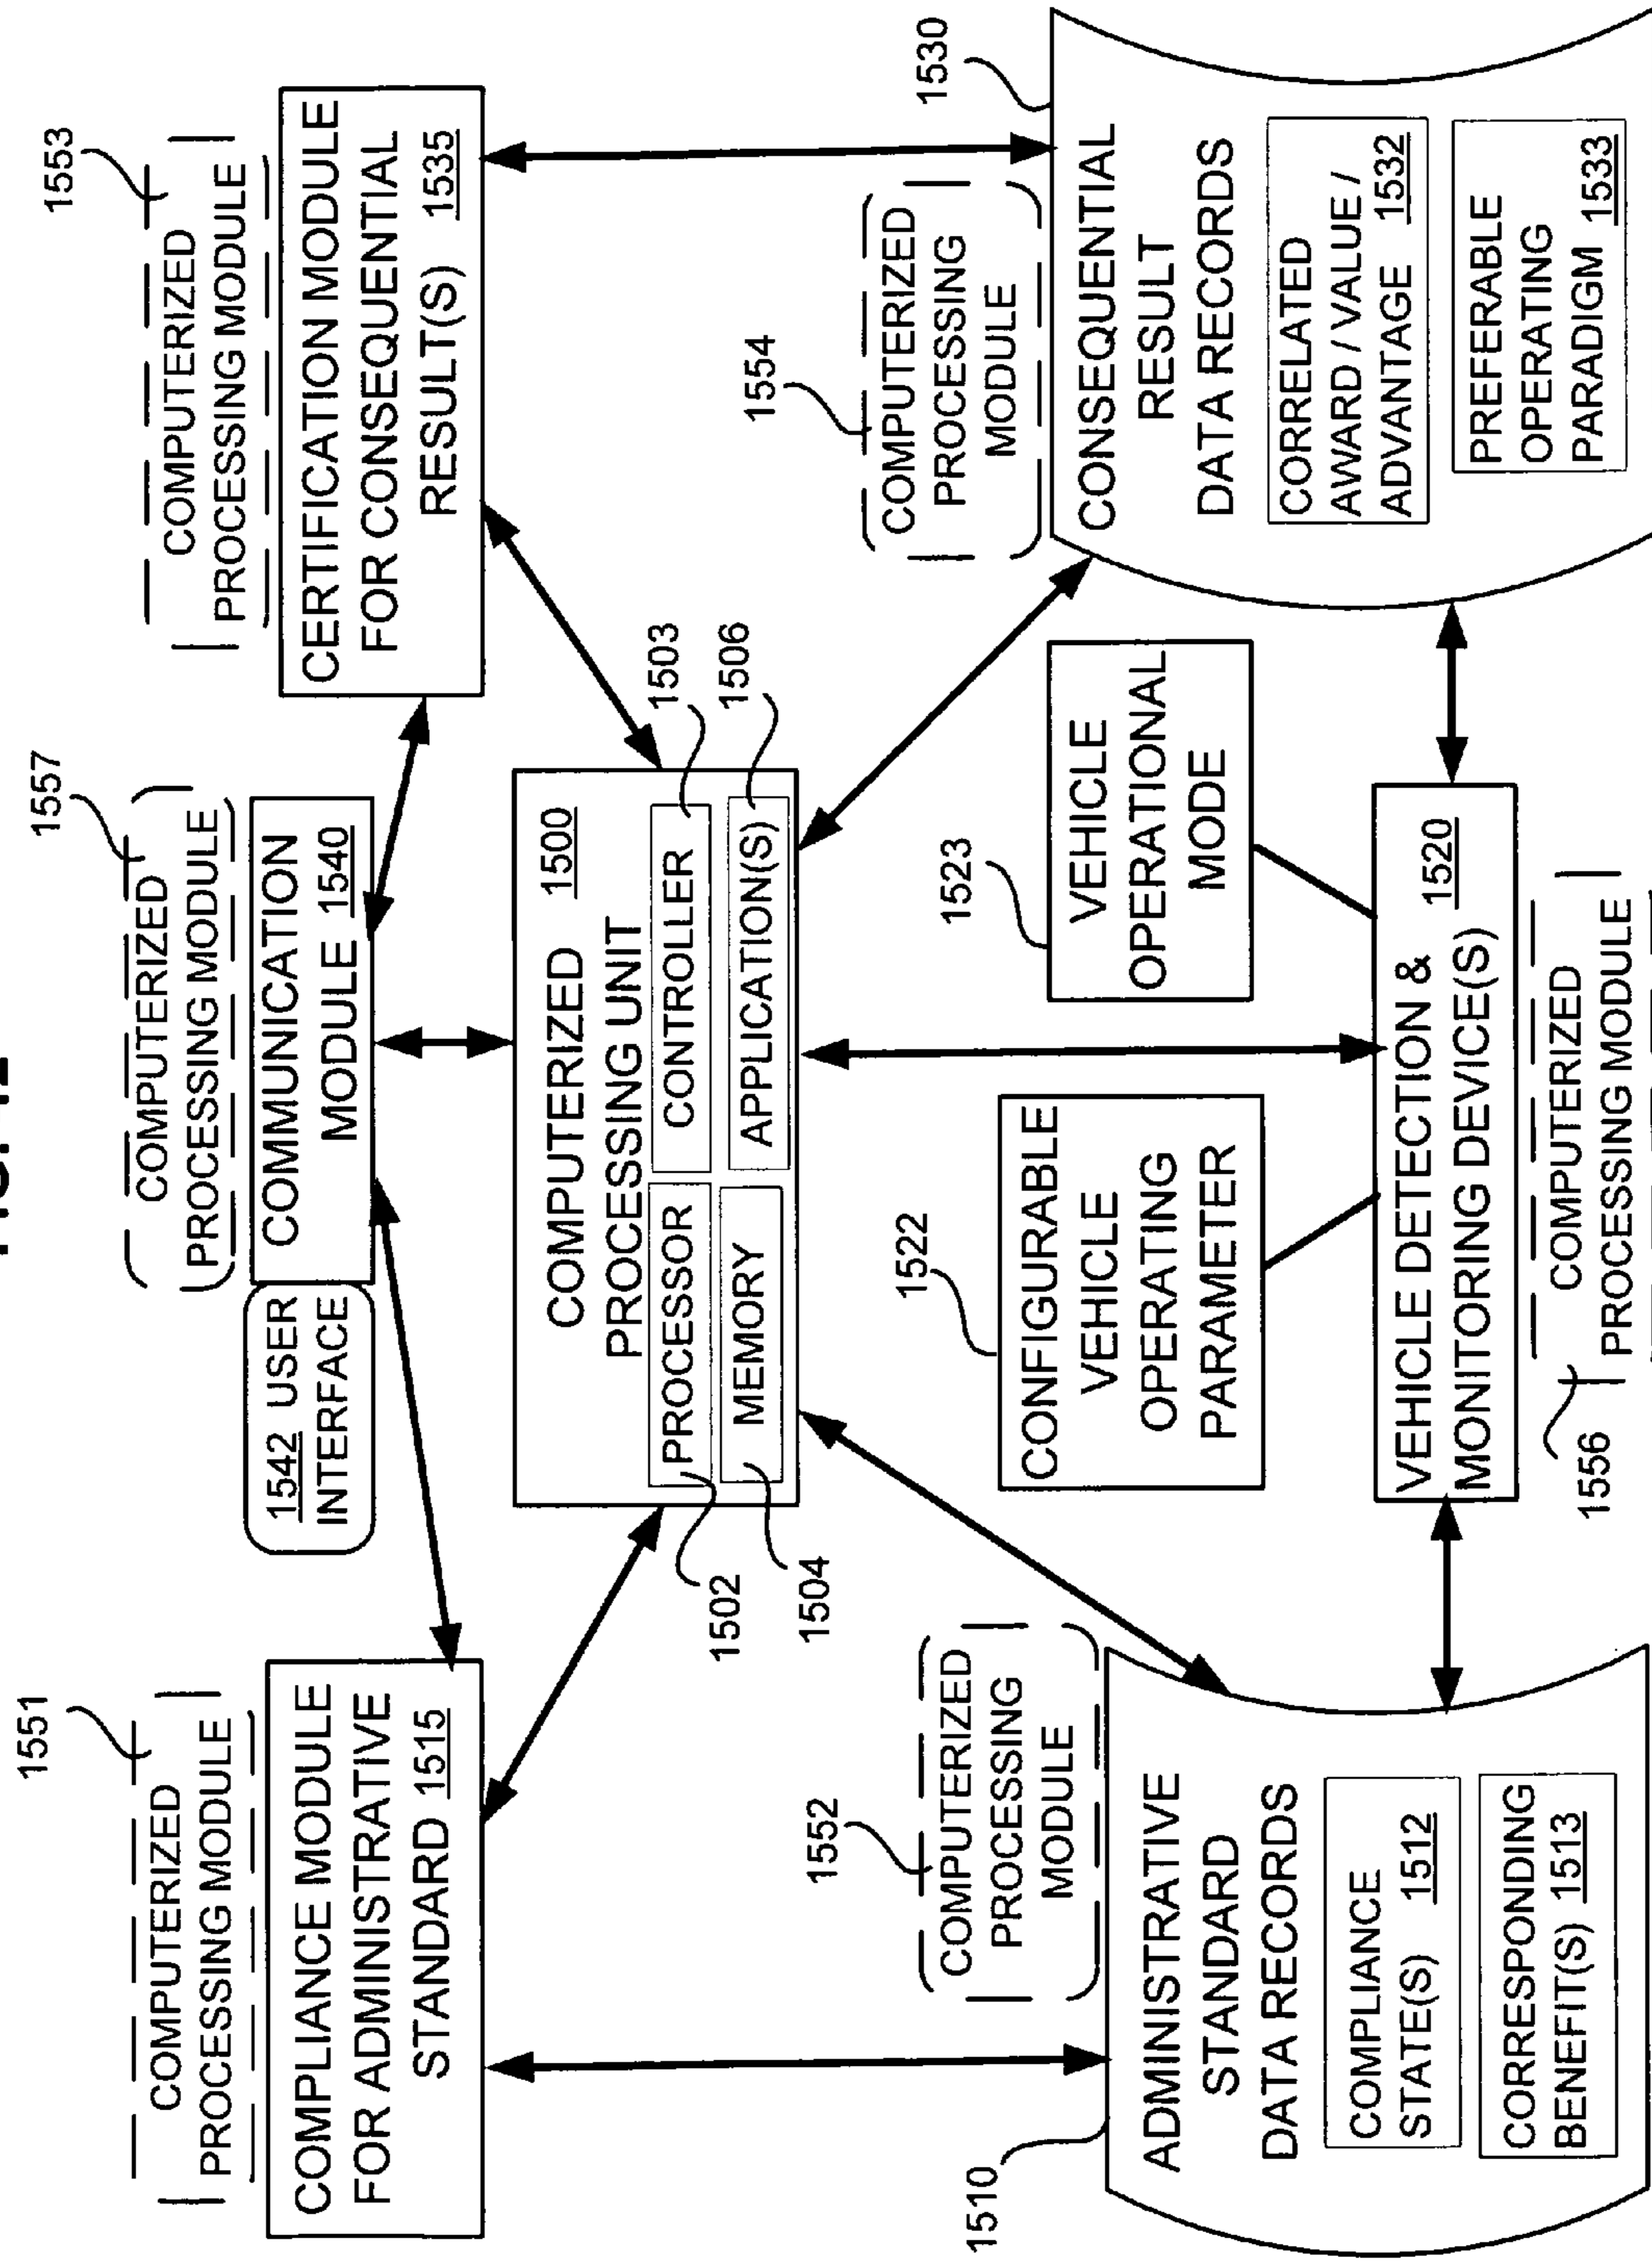 1551
COMPUTERIZED
PROCESSING MODULE
COMPLIANCE MODULE
FOR ADMINISTRATIVE
STANDARD 1515
1557
COMPUTERIZED
PROCESSING MODULE
1542 USER
INTERFACE
COMMUNICATION
MODULE 1540
1553
COMPUTERIZED
PROCESSING MODULE
CERTIFICATION MODULE
FOR CONSEQUENTIAL
RESULT(S) 1535
COMPUTERIZED 1500
PROCESSING UNIT
PROCESSOR
CONTROLLER
MEMORY
APPLICATION(S)
1502
1504
1503
1506
1552
COMPUTERIZED
PROCESSING
MODULE
1510
ADMINISTRATIVE
STANDARD
DATA RECORDS
COMPLIANCE
STATE(S) 1512
CORRESPONDING
BENEFIT(S) 1513
1522
CONFIGURABLE
VEHICLE
OPERATING
PARAMETER
1523
VEHICLE
OPERATIONAL
MODE
VEHICLE DETECTION &
MONITORING DEVICE(S) 1520
1556
COMPUTERIZED
PROCESSING MODULE
1554
COMPUTERIZED
PROCESSING
MODULE
1530
CONSEQUENTIAL
RESULT
DATA RECORDS
CORRELATED
AWARD / VALUE /
ADVANTAGE 1532
PREFERABLE
OPERATING
PARADIGM 1533